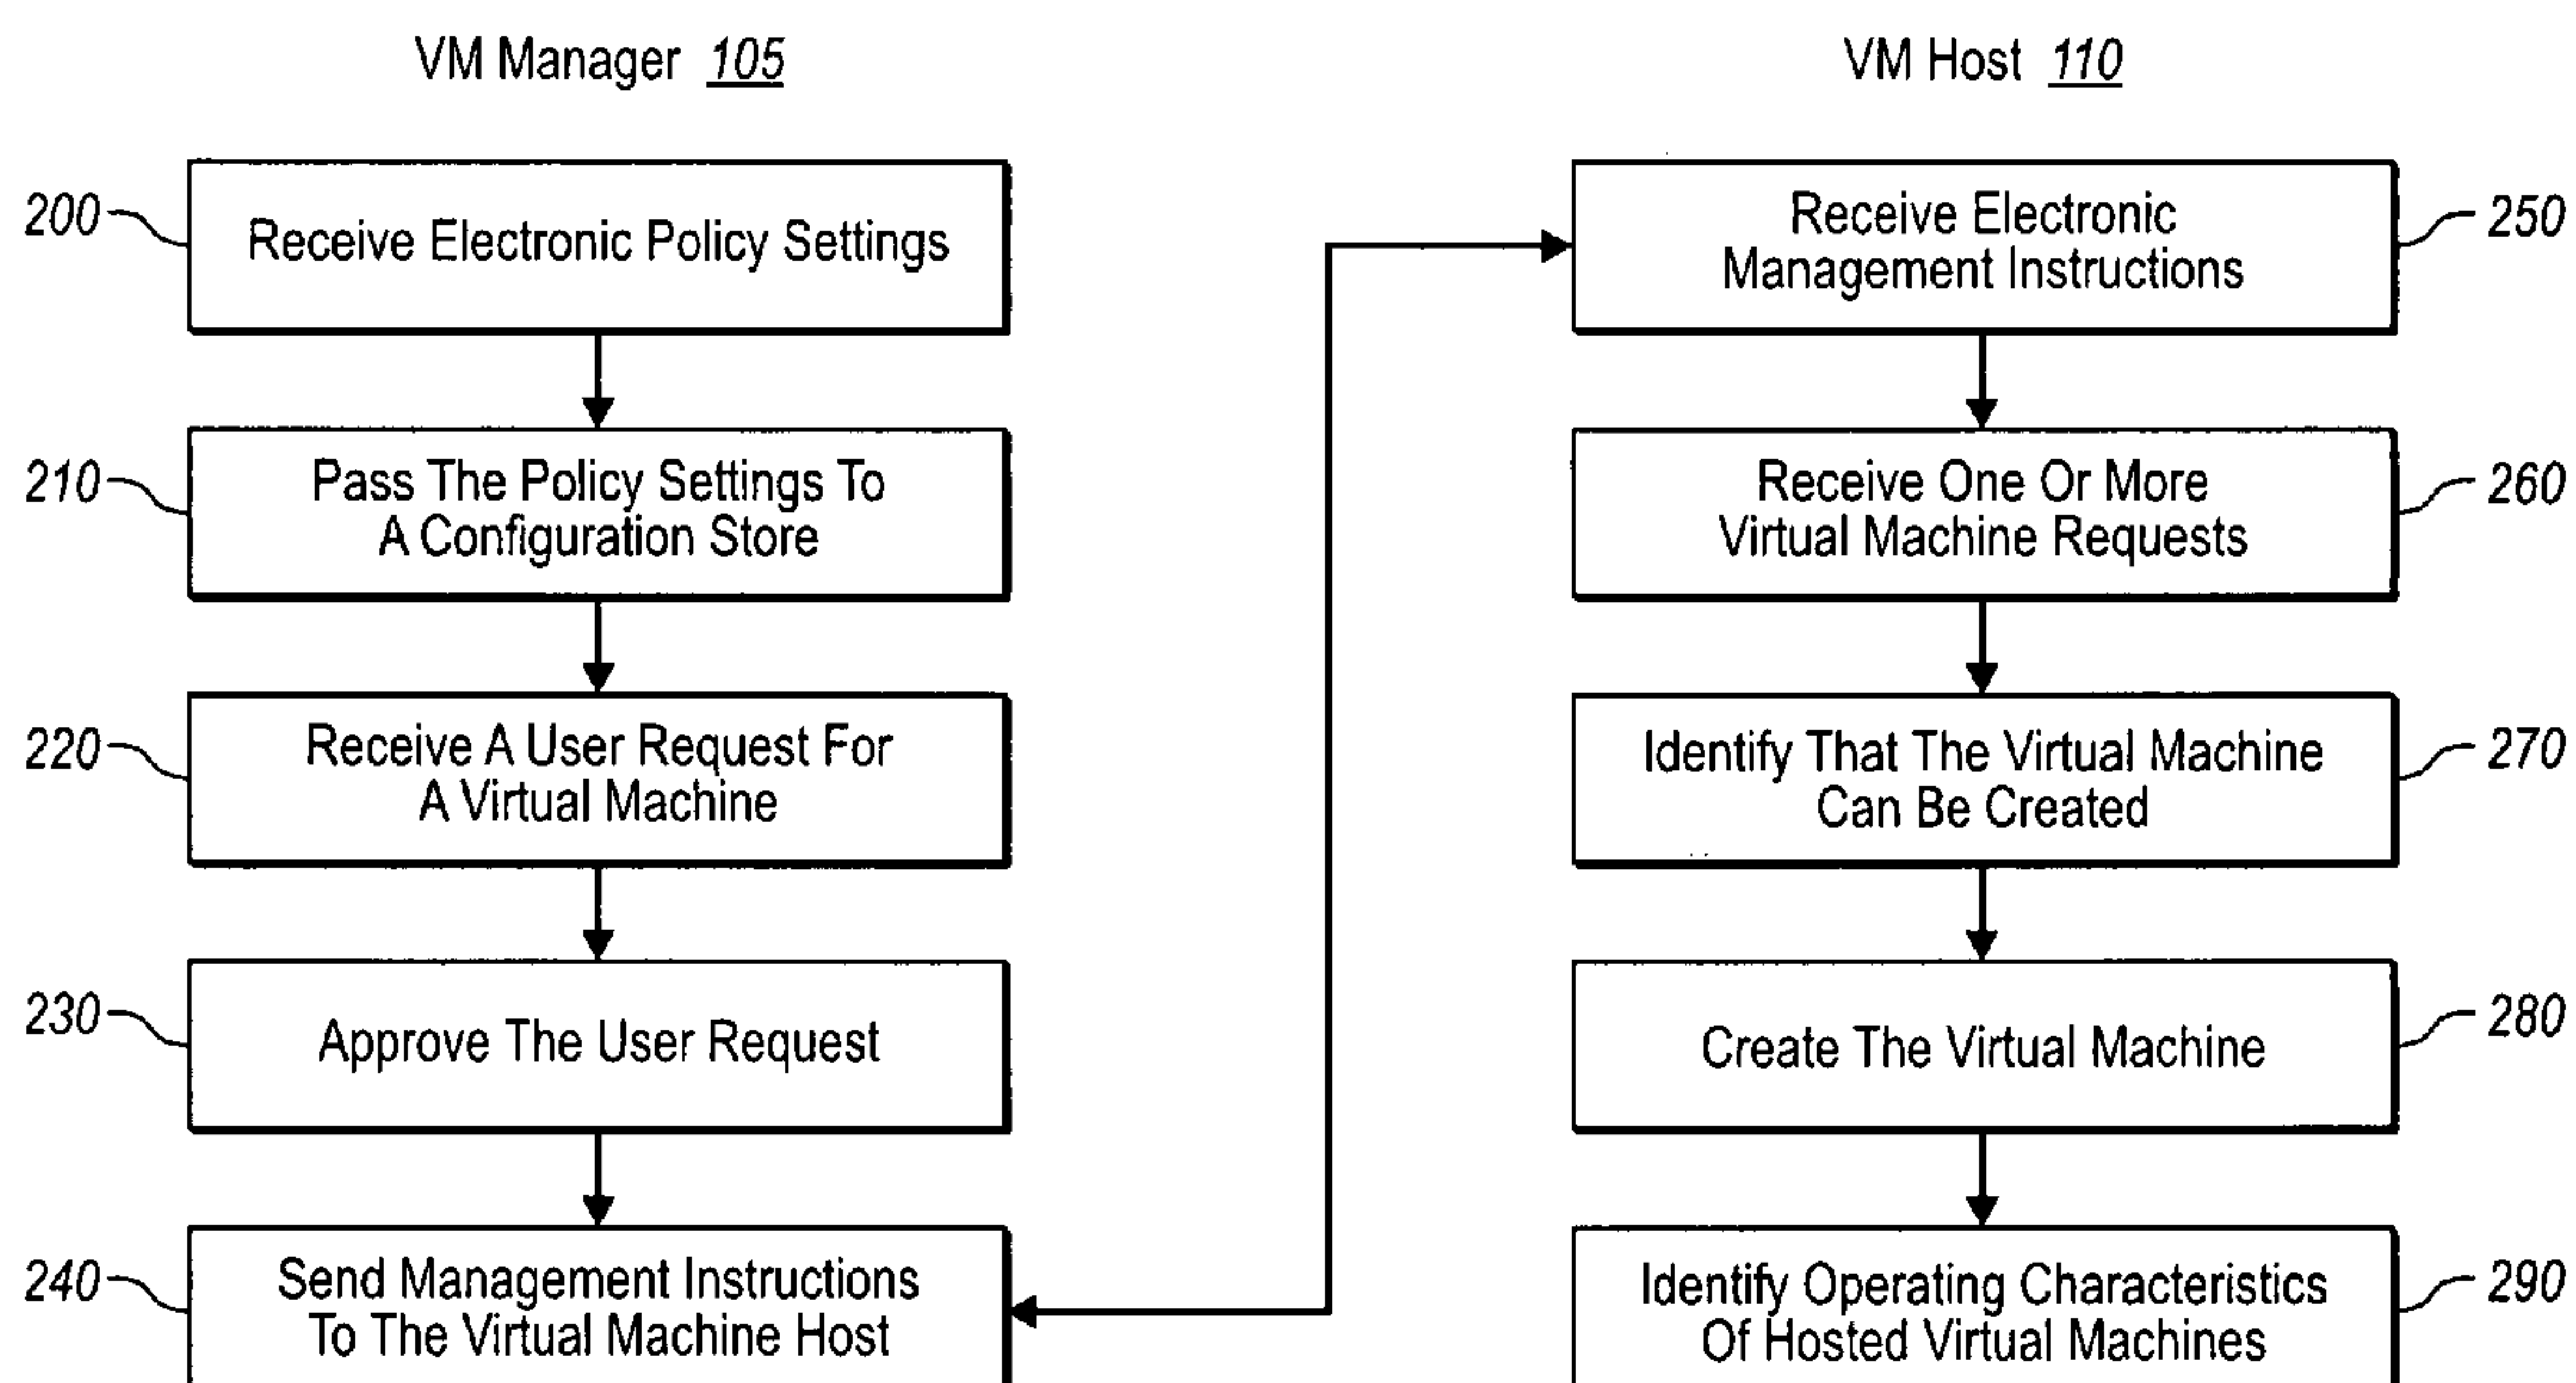 VM Manager 105
200
Receive Electronic Policy Settings
210
Pass The Policy Settings To
A Configuration Store
220
Receive A User Request For
A Virtual Machine
230
Approve The User Request
240
Send Management Instructions
To The Virtual Machine Host
VM Host 110
Receive Electronic
Management Instructions
250
Receive One Or More
Virtual Machine Requests
260
Identify That The Virtual Machine
Can Be Created
270
Create The Virtual Machine
280
Identify Operating Characteristics
Of Hosted Virtual Machines
290